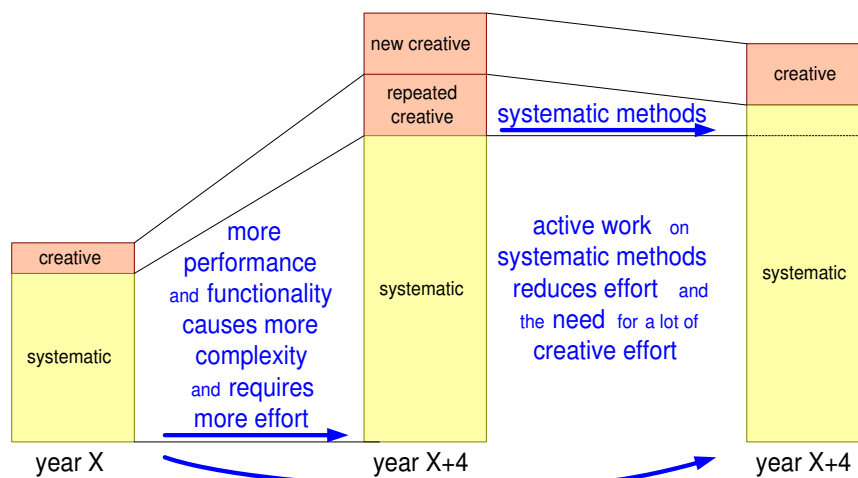 creative
systematic
year X
more
performance
and functionality
causes more
complexity
and requires
more effort
new creative
repeated
creative
systematic
year X+4
systematic methods
active work on
systematic methods
reduces effort and
the need for a lot of
creative effort
creative
systematic
year X+4